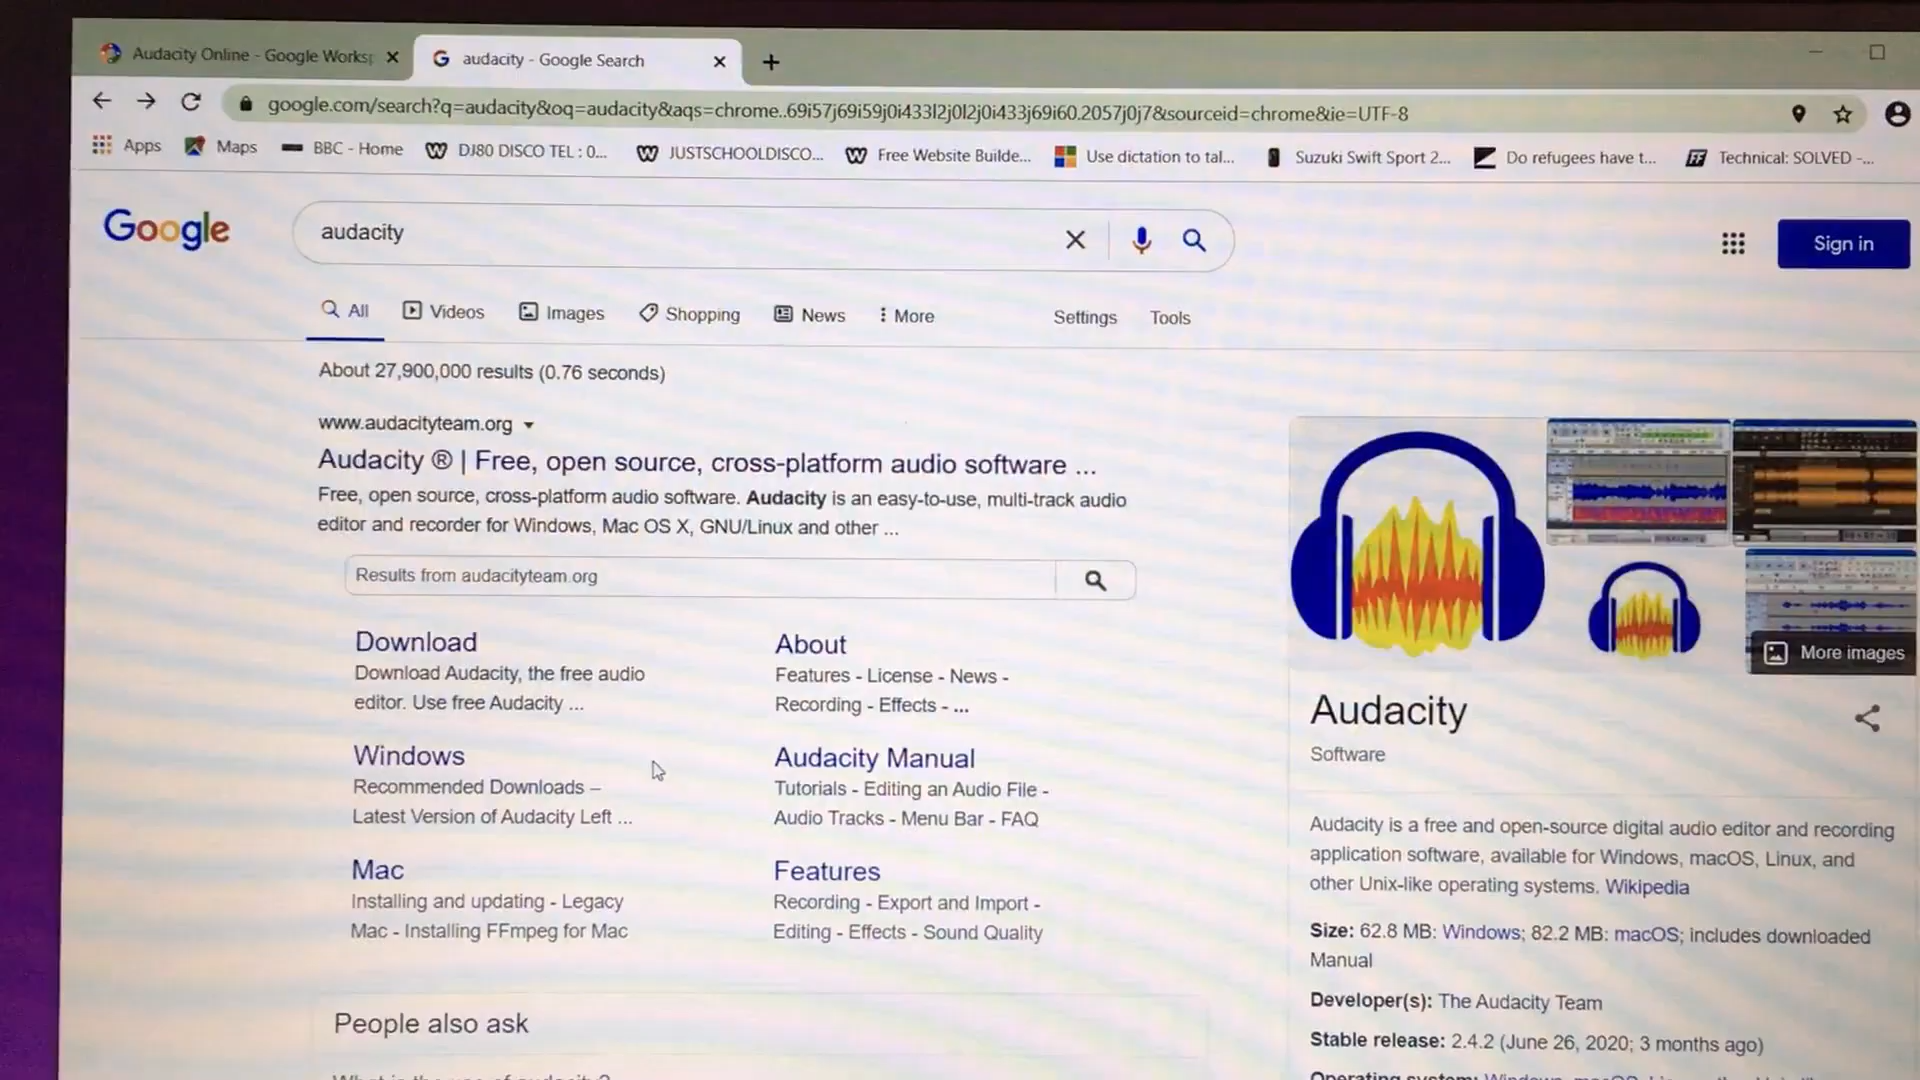 Audacity Online - Google Works
audacity - Google Search
google.com/search?q=audacity&oq=audacity&aqs=chrome..69i57j69i59j0i433l2j0l2j0i433j69i60.2057j0j7&sourceid=chrome&ie=UTF-8
Apps
Maps
BBC - Home
DJ80 DISCO TEL : 0...
JUSTSCHOOLDISCO...
Free Website Builde...
Use dictation to tal...
Suzuki Swift Sport 2...
Do refugees have t...
Technical: SOLVED -...
Google
audacity
Sign in
All
Videos
Images
Shopping
News
More
Settings
Tools
About 27,900,000 results (0.76 seconds)
www.audacityteam.org
Audacity ® | Free, open source, cross-platform audio software ...
Free, open source, cross-platform audio software. Audacity is an easy-to-use, multi-track audio
editor and recorder for Windows, Mac OS X, GNU/Linux and other ...
Results from audacityteam.org
Download
Download Audacity, the free audio
editor. Use free Audacity ...
About
Features - License - News -
Recording - Effects - ...
Windows
Recommended Downloads –
Latest Version of Audacity Left ...
Audacity Manual
Tutorials - Editing an Audio File -
Audio Tracks - Menu Bar - FAQ
Mac
Installing and updating - Legacy
Mac - Installing FFmpeg for Mac
Features
Recording - Export and Import -
Editing - Effects - Sound Quality
People also ask
More images
Audacity
Software
Audacity is a free and open-source digital audio editor and recording
application software, available for Windows, macOS, Linux, and
other Unix-like operating systems. Wikipedia
Size: 62.8 MB: Windows; 82.2 MB: macOS; includes downloaded
Manual
Developer(s): The Audacity Team
Stable release: 2.4.2 (June 26, 2020; 3 months ago)